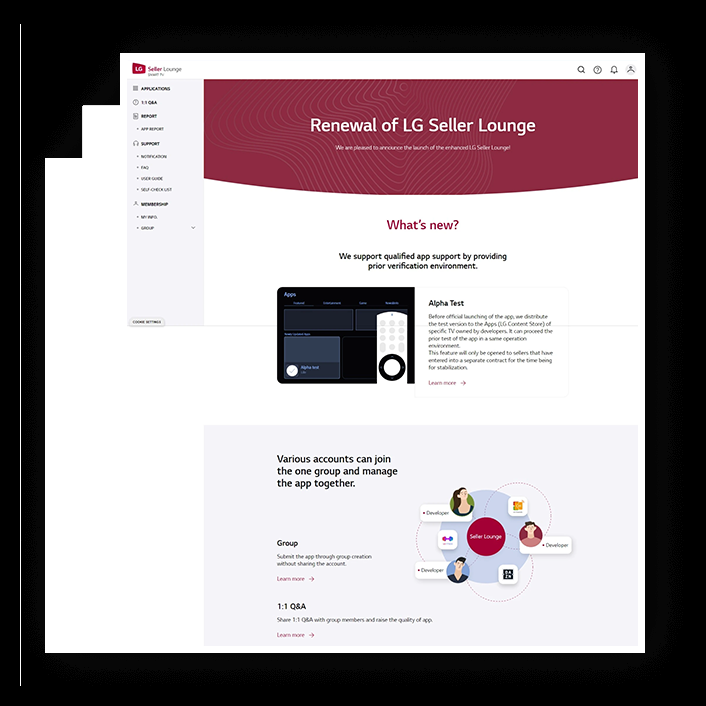 LG Seller Lounge
SMART TV
APPLICATIONS
1:1 Q&A
REPORT
APP REPORT
SUPPORT
NOTIFICATION
FAQ
USER GUIDE
SELF-CHECK LIST
MEMBERSHIP
MY INFO.
GROUP
COOKIE SETTINGS
Renewal of LG Seller Lounge
We are pleased to announce the launch of the enhanced LG Seller Lounge!
What's new?
We support qualified app support by providing
prior verification environment.
Apps
Featured Entertainment Game
Alpha test
Alpha Test
Before official launching of the app, we distribute
the test version to the Apps (LG Content Store) of
specific TV owned by developers. It can proceed the
prior test of the app in a same operation
environment.
This feature will only be opened to sellers that have
entered into a separate contract for the time being
for stabilization.
Learn more
Various accounts can join
the one group and manage
the app together.
Group
Submit the app through group creation
without sharing the account.
Learn more
1:1 Q&A
Share 1:1 Q&A with group members and raise the quality of app.
Learn more
Developer
Seller Lounge
Developer
Developer
DA
ZN